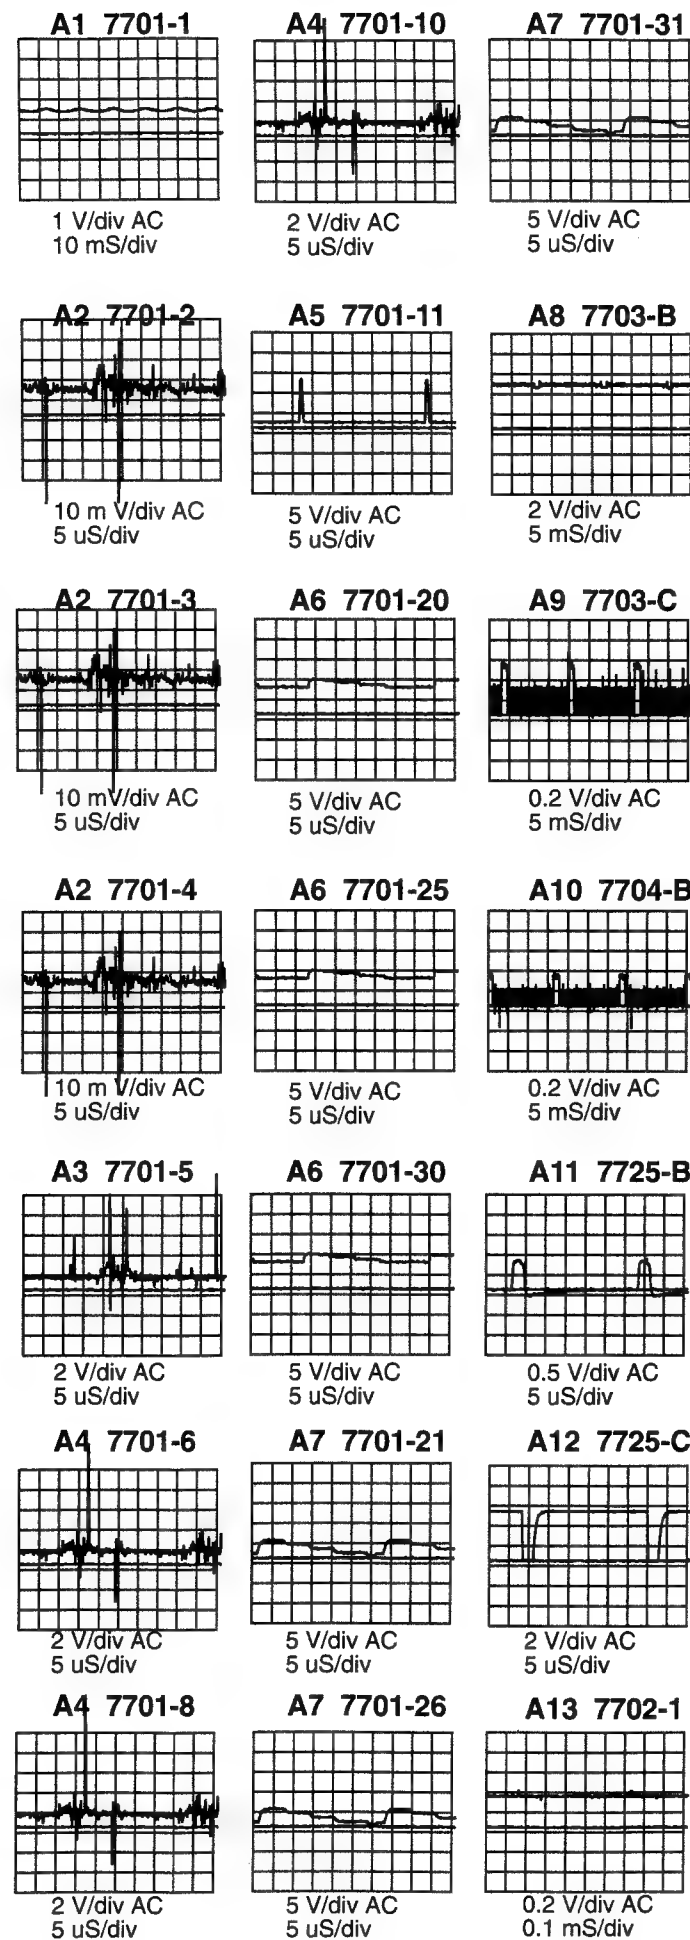 A1 7701-1
1 V/div AC
10 mS/div
A2 7701-2
10 m V/div AC
5 uS/div
A2 7701-3
10 mV/div AC
5 uS/div
A2 7701-4
10 m V/div AC
5 uS/div
A3 7701-5
2 V/div AC
5 uS/div
A4 7701-6
2 V/div AC
5 uS/div
A4 7701-8
2 V/div AC
5 uS/div
A4 7701-10
2 V/div AC
5 uS/div
A5 7701-11
5 V/div AC
5 uS/div
A6 7701-20
5 V/div AC
5 uS/div
A6 7701-25
5 V/div AC
5 uS/div
A6 7701-30
5 V/div AC
5 uS/div
A7 7701-21
5 V/div AC
5 uS/div
A7 7701-26
5 V/div AC
5 uS/div
A7 7701-31
5 V/div AC
5 uS/div
A8 7703-B
2 V/div AC
5 mS/div
A9 7703-C
0.2 V/div AC
5 mS/div
A10 7704-B
0.2 V/div AC
5 mS/div
A11 7725-B
0.5 V/div AC
5 uS/div
A12 7725-C
2 V/div AC
5 uS/div
A13 7702-1
0.2 V/div AC
0.1 mS/div